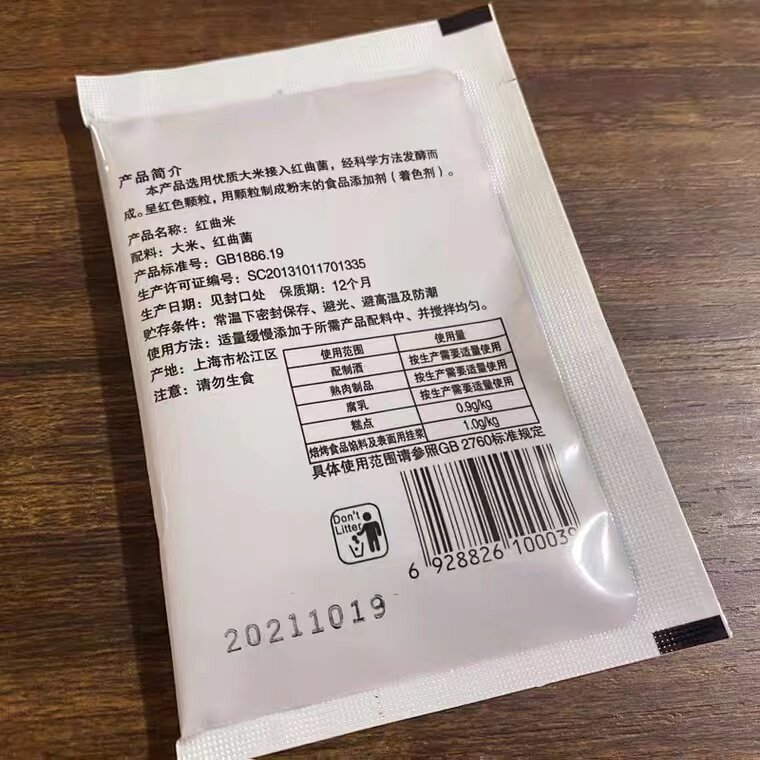 产品简介
本产品选用优质大米接入红曲菌，经科学方法发酵而
成。呈红色颗粒，用颗粒制成粉末的食品添加剂（着色剂）。
产品名称：红曲米
配料：大米、红曲菌
产品标准号：GB1886.19
生产许可证编号：SC20131011701335
生产日期：见封口处 保质期：12个月
贮存条件：常温下密封保存、避光、避高温及防潮
使用方法：适量缓慢添加于所需产品配料中、并搅拌均匀。
产地：上海市松江区
注意：请勿生食
使用范围 使用量
配制酒 按生产需要适量使用
熟肉制品 按生产需要适量使用
腐乳 按生产需要适量使用
糕点 0.9g/kg
焙烤食品馅料及表面用挂浆 1.0g/kg
具体使用范围请参照GB 2760标准规定
Don't
Litter
6 928826 100039
20211019